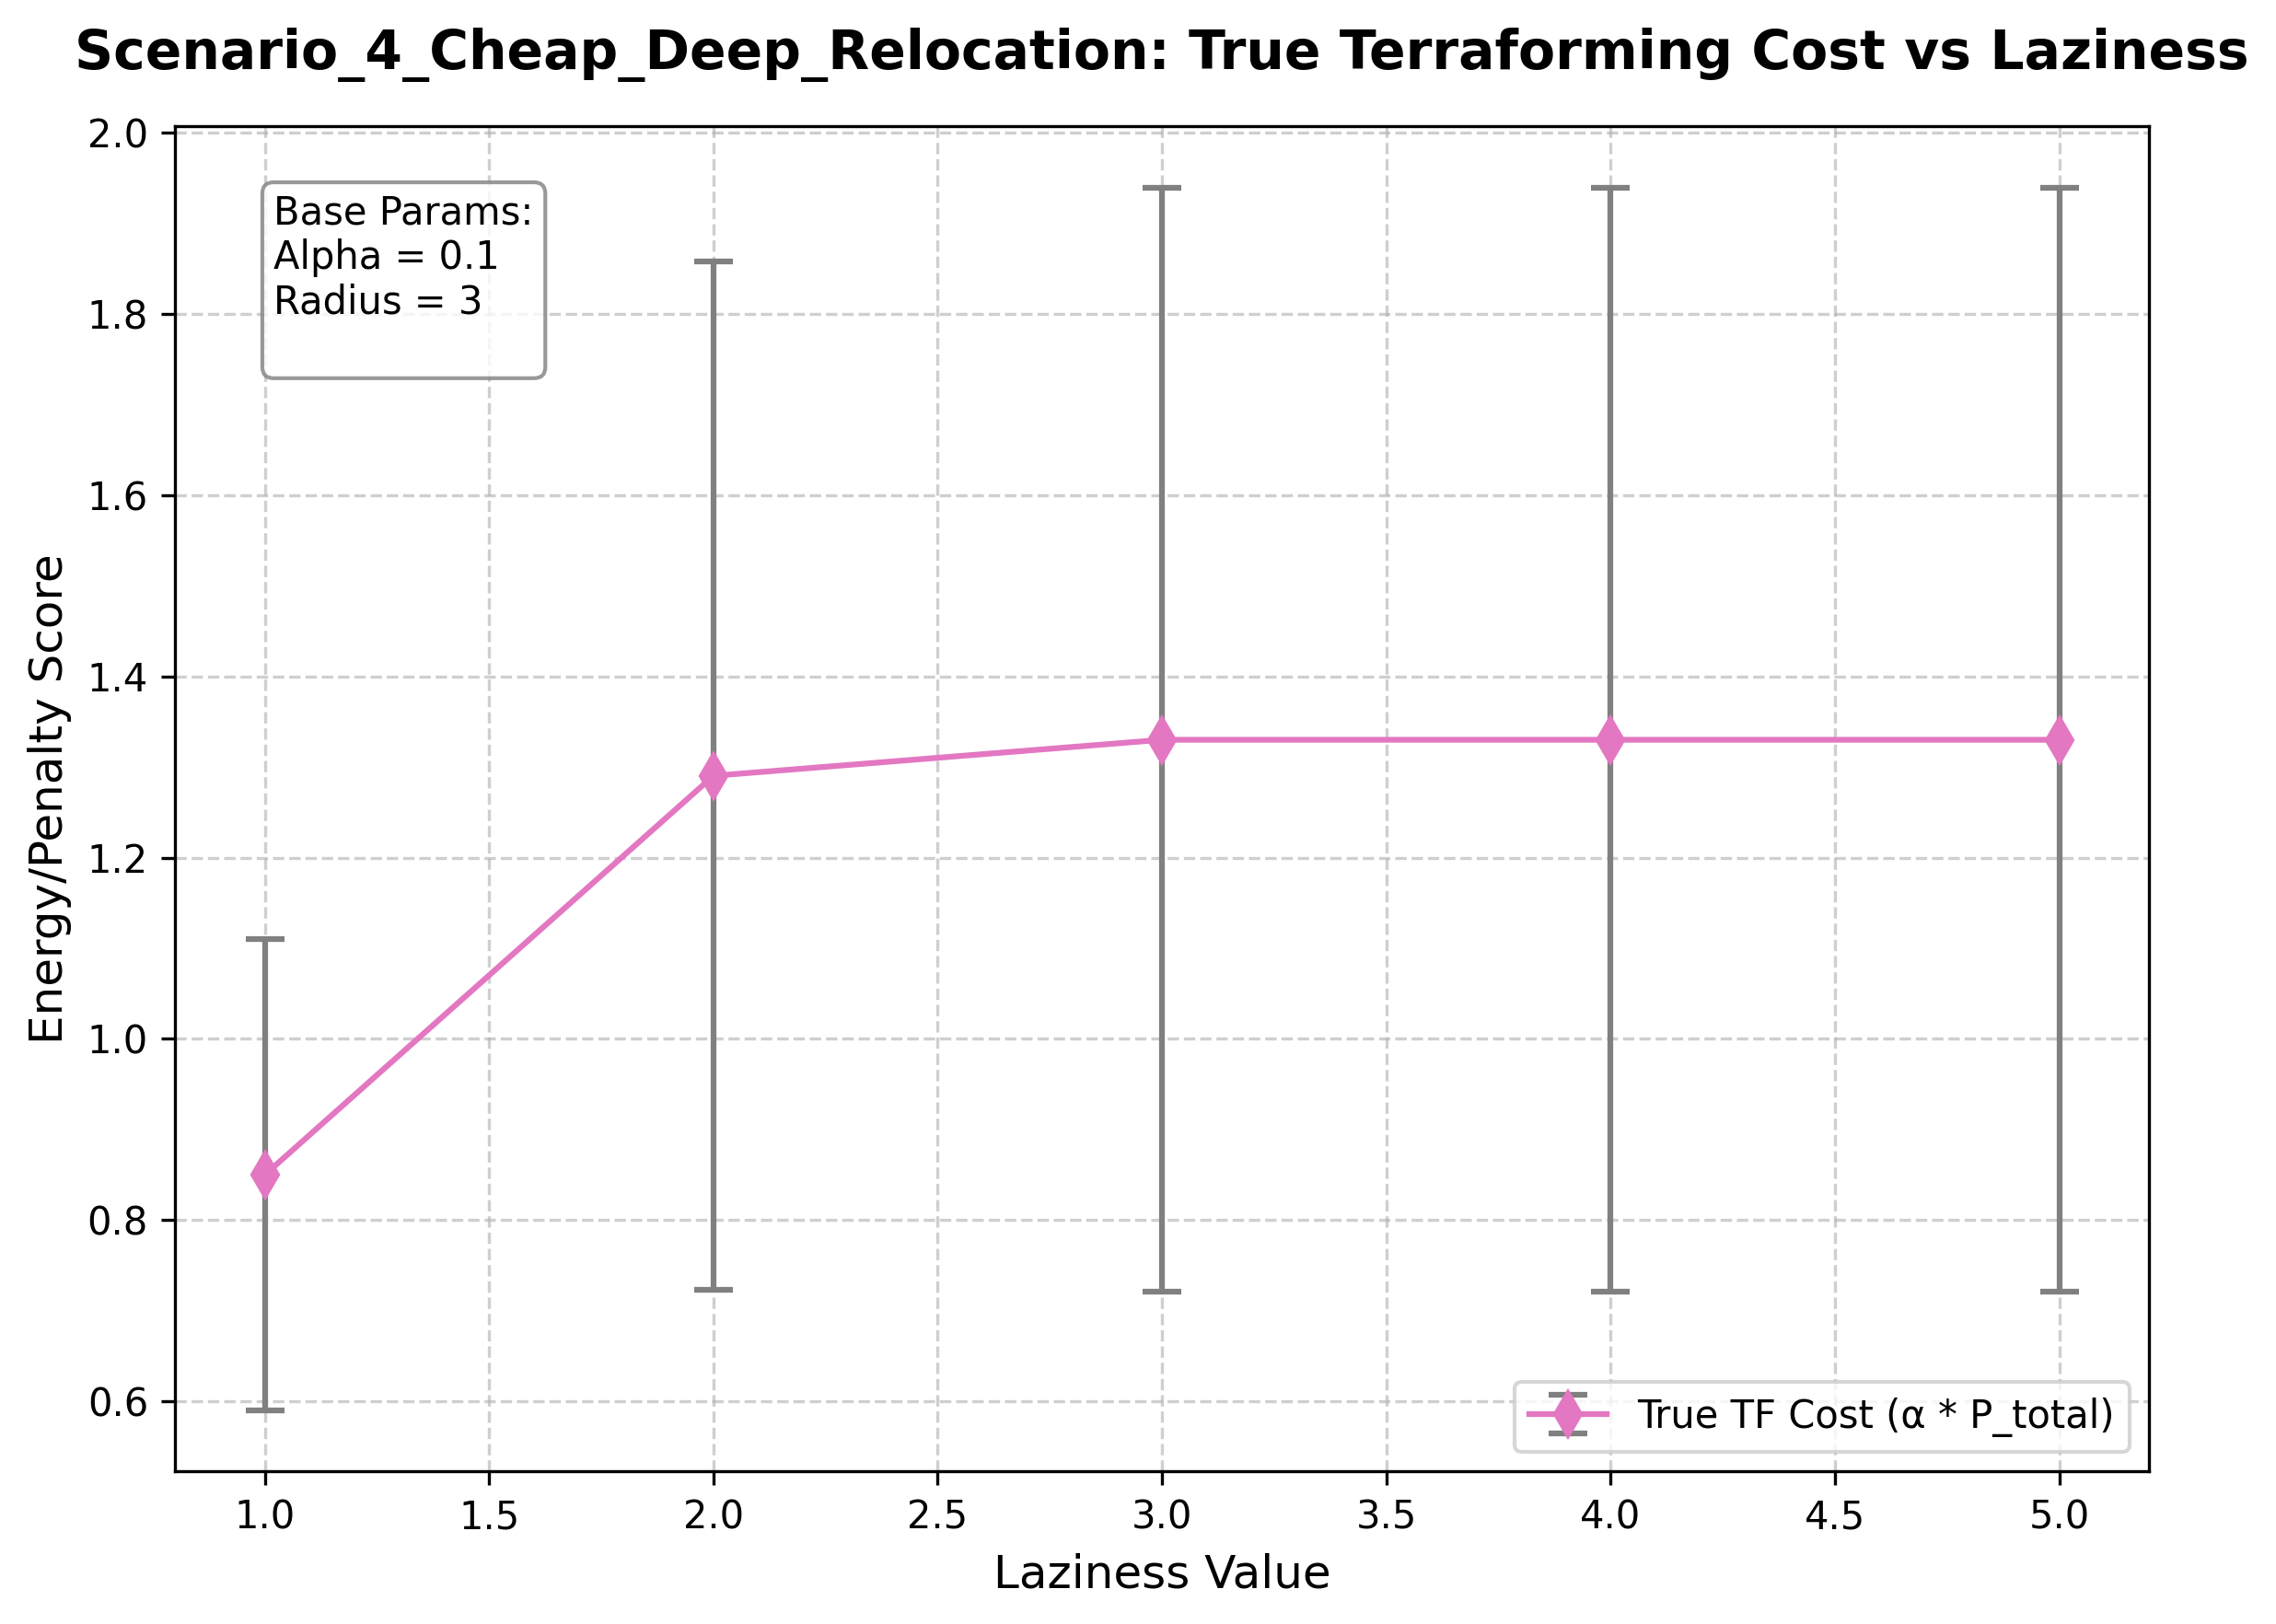 Scenario_4_Cheap_Deep_Relocation: True Terraforming Cost vs Laziness
Energy/Penalty Score
2.0
1.8
1.6
1.4
1.2
1.0
0.8
0.6
Base Params:
Alpha = 0.1
Radius = 3
True TF Cost (α * P_total)
1.0 1.5 2.0 2.5 3.0 3.5 4.0 4.5 5.0
Laziness Value